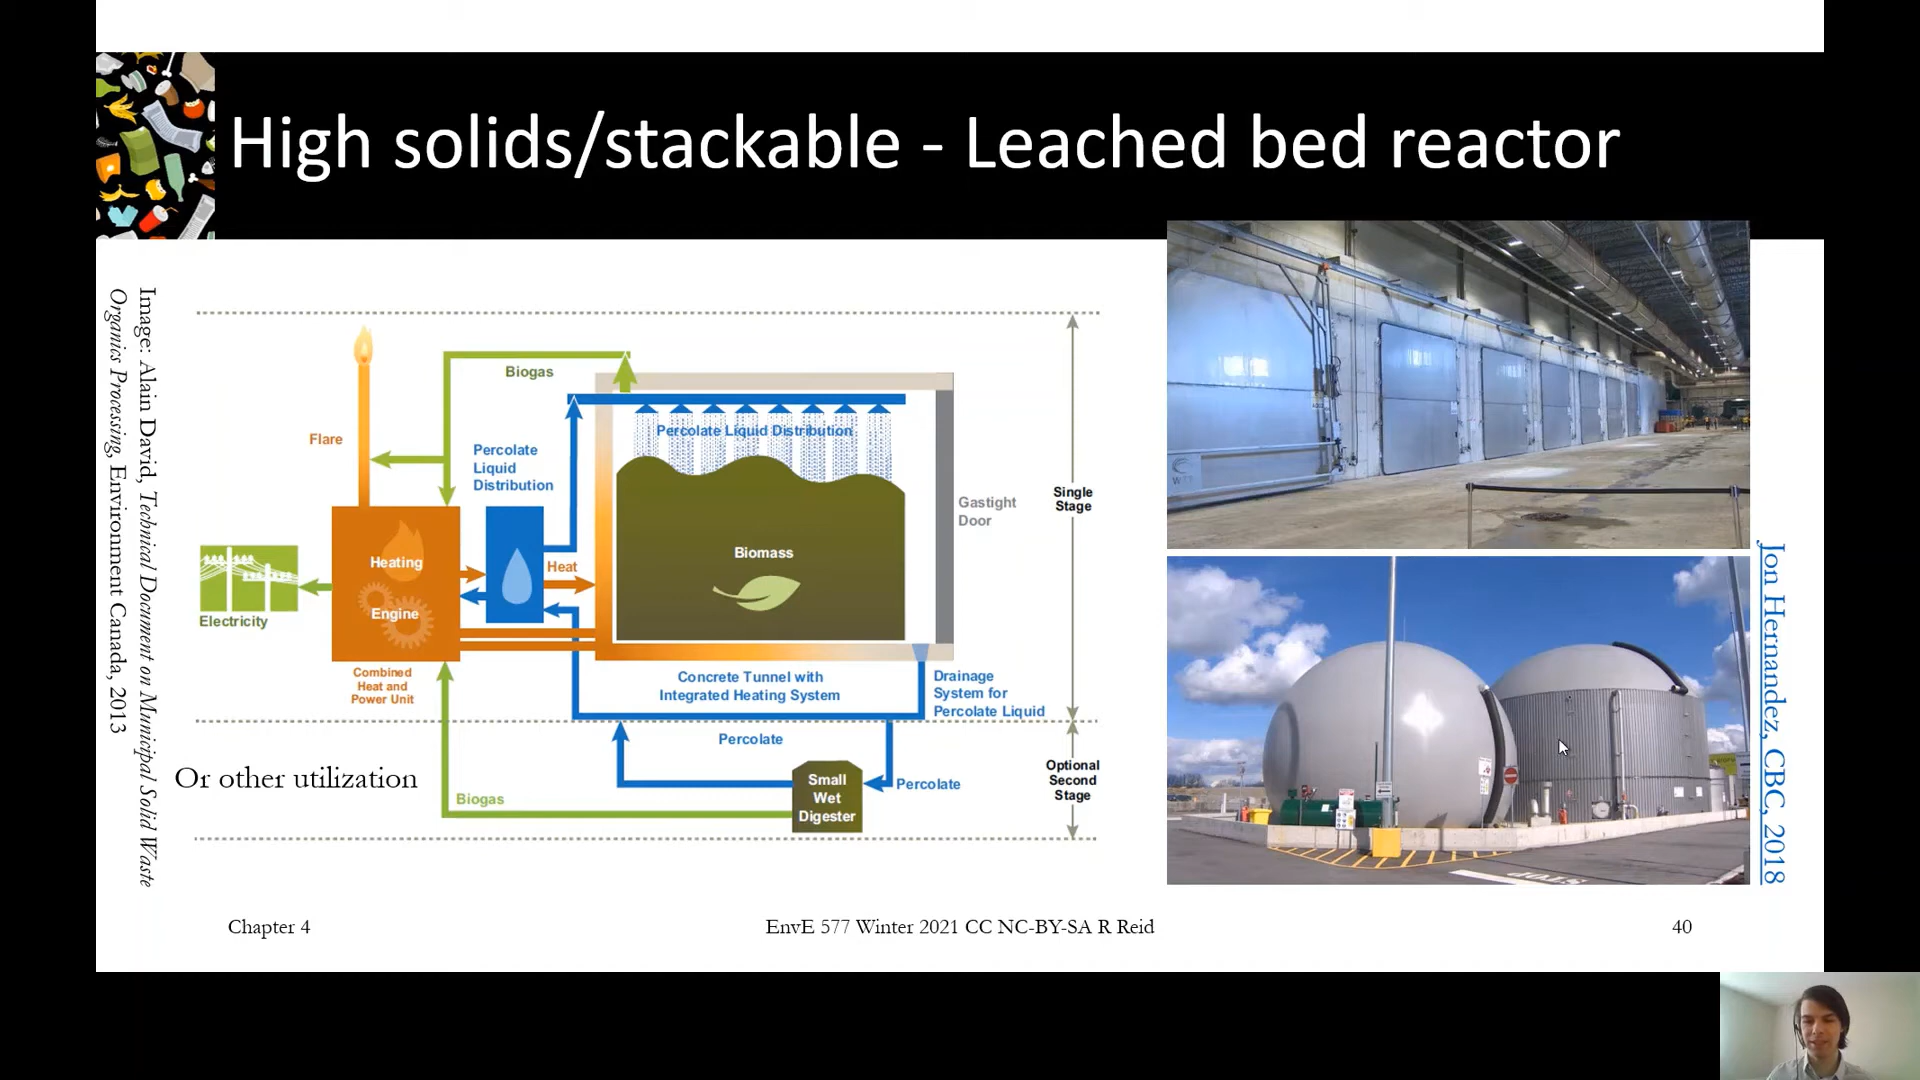 High solids/stackable - Leached bed reactor
Image: Alain David, Technical Document on Municipal Solid Waste
Organics Processing, Environment Canada, 2013
Biogas
Flare
Percolate
Liquid
Distribution
Percolate Liquid Distribution
Gastight
Door
Single
Stage
Biomass
Heating
Heat
Engine
Electricity
Combined
Heat and
Power Unit
Concrete Tunnel with
Integrated Heating System
Drainage
System for
Percolate Liquid
Percolate
Optional
Second
Stage
Small
Wet
Digester
Percolate
Or other utilization
Biogas
Jon Hernandez, CBC, 2018
STOP
Chapter 4
EnvE 577 Winter 2021 CC NC-BY-SA R Reid
40